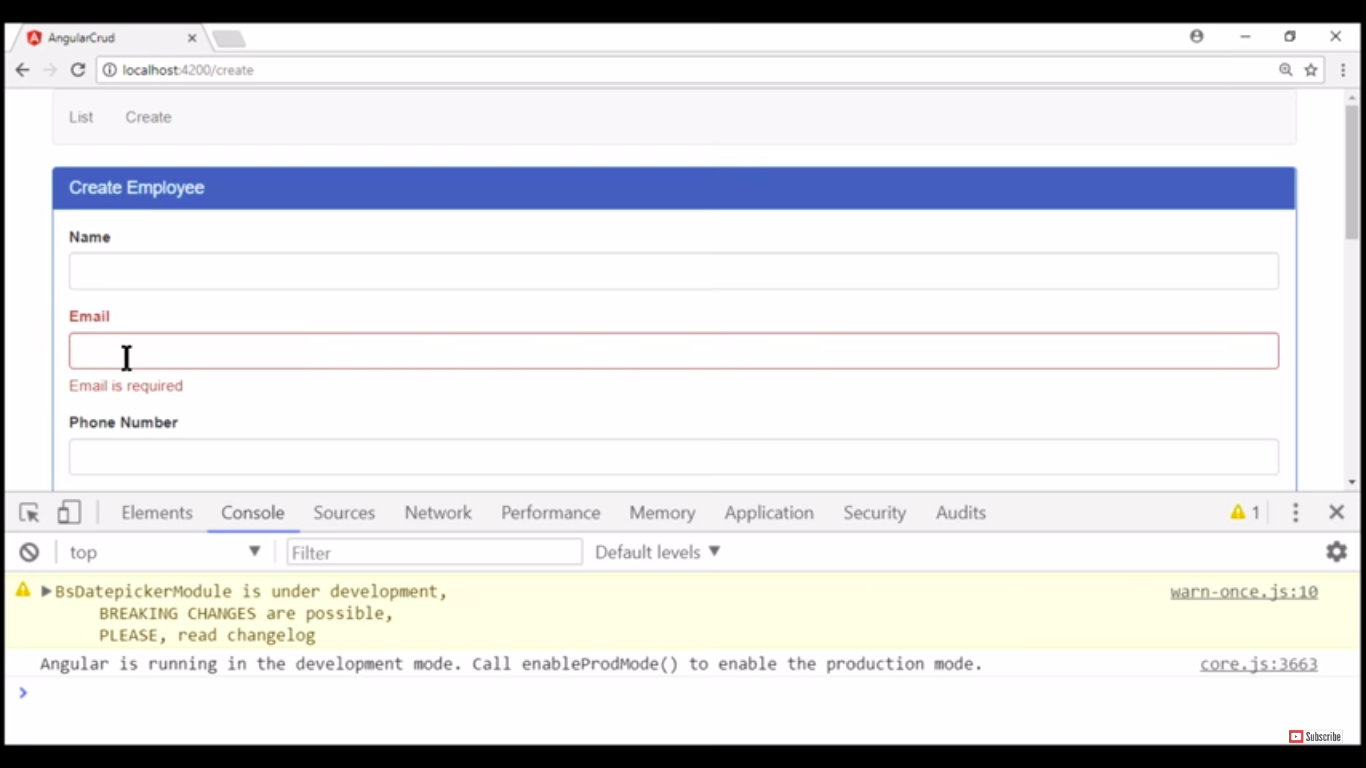 AngularCrud
localhost:4200/create
List Create
Create Employee
Name
Email
Email is required
Phone Number
Elements Console Sources Network Performance Memory Application Security Audits 1
top Filter Default levels
BsDatepickerModule is under development, warn-once.js:10
BREAKING CHANGES are possible,
PLEASE, read changelog
Angular is running in the development mode. Call enableProdMode() to enable the production mode. core.js:3663
Subscribe